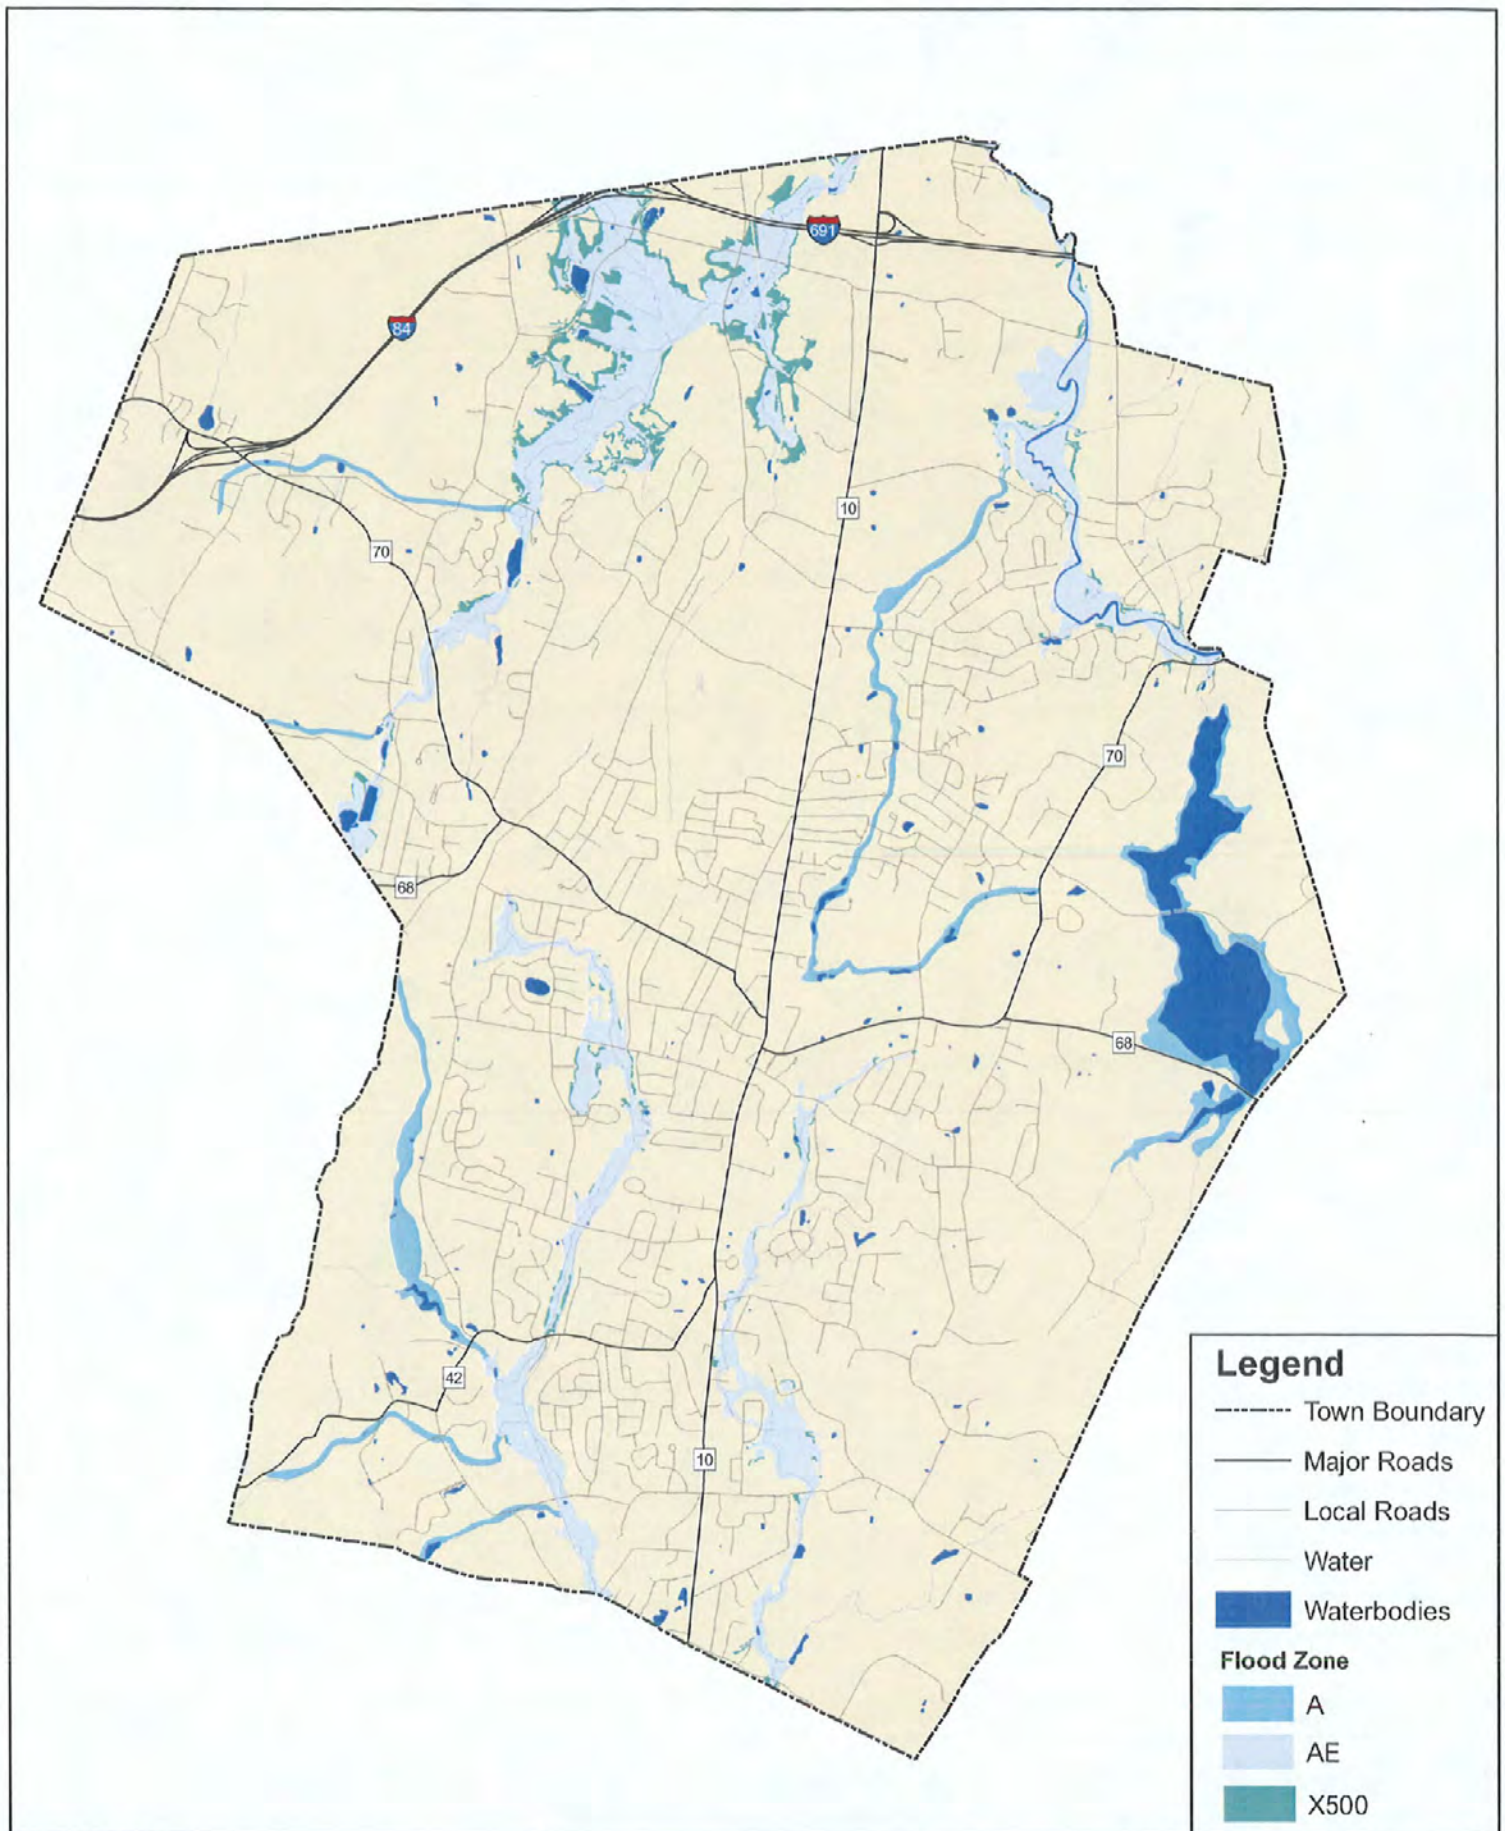 691
84
10
70
70
68
68
42
10
Legend
Town Boundary
Major Roads
Local Roads
Water
Waterbodies
Flood Zone
A
AE
X500